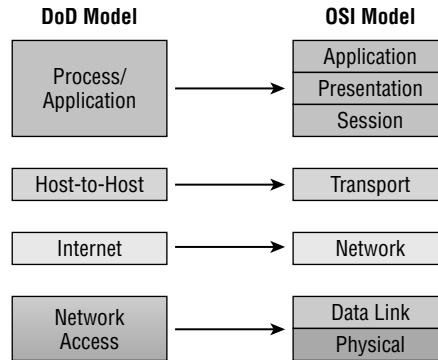 DoD Model
OSI Model
Process/
Application
Application
Presentation
Session
Host-to-Host
Transport
Internet
Network
Network
Access
Data Link
Physical